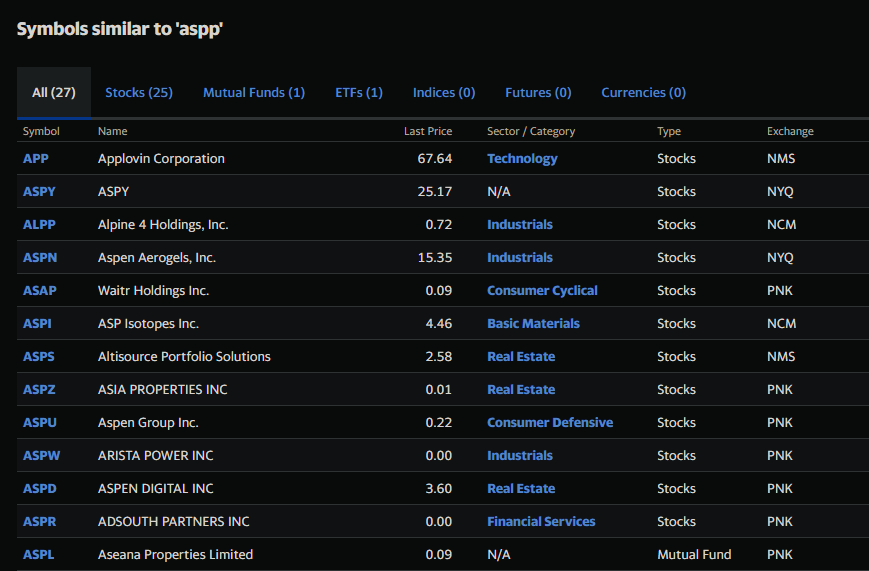 Symbols similar to 'aspp'
All (27) Stocks (25) Mutual Funds (1) ETFs (1) Indices (0) Futures (0) Currencies (0)
Symbol Name Last Price Sector / Category Type Exchange
APP Applovin Corporation 67.64 Technology Stocks NMS
ASPY ASPY 25.17 N/A Stocks NYQ
ALPP Alpine 4 Holdings, Inc. 0.72 Industrials Stocks NCM
ASPN Aspen Aerogels, Inc. 15.35 Industrials Stocks NYQ
ASAP Waitr Holdings Inc. 0.09 Consumer Cyclical Stocks PNK
ASPI ASP Isotopes Inc. 4.46 Basic Materials Stocks NCM
ASPS Altisource Portfolio Solutions 2.58 Real Estate Stocks NMS
ASPZ ASIA PROPERTIES INC 0.01 Real Estate Stocks PNK
ASPU Aspen Group Inc. 0.22 Consumer Defensive Stocks PNK
ASPW ARISTA POWER INC 0.00 Industrials Stocks PNK
ASPD ASPEN DIGITAL INC 3.60 Real Estate Stocks PNK
ASPR ADSOUTH PARTNERS INC 0.00 Financial Services Stocks PNK
ASPL Aseana Properties Limited 0.09 N/A Mutual Fund PNK